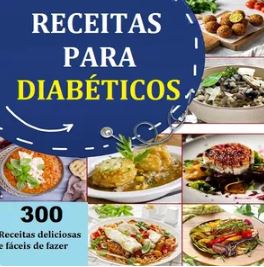 RECEITAS
PARA
DIABÉTICOS
300
Receitas deliciosas
e fáceis de fazer